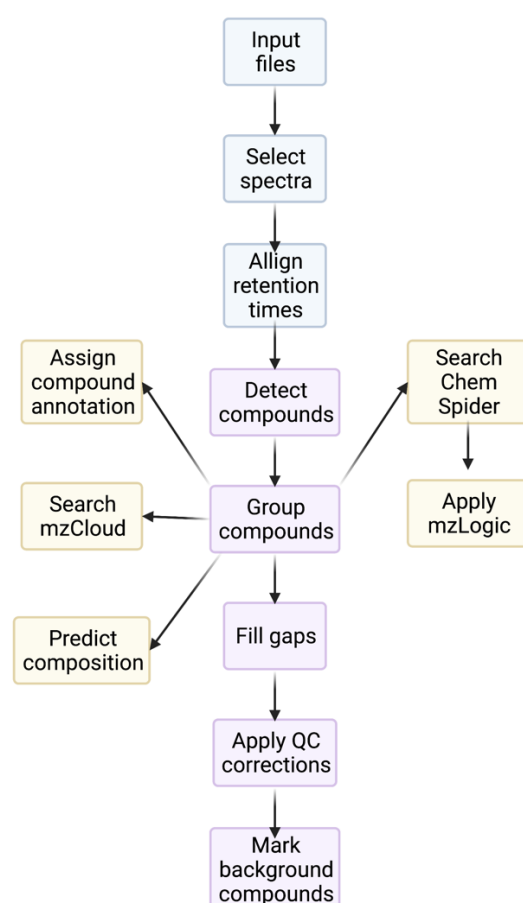 Input
files
Select
spectra
Allign
retention
times
Assign
compound
annotation
Detect
compounds
Search
Chem
Spider
Search
mzCloud
Group
compounds
Apply
mzLogic
Predict
composition
Fill gaps
Apply QC
corrections
Mark
background
compounds